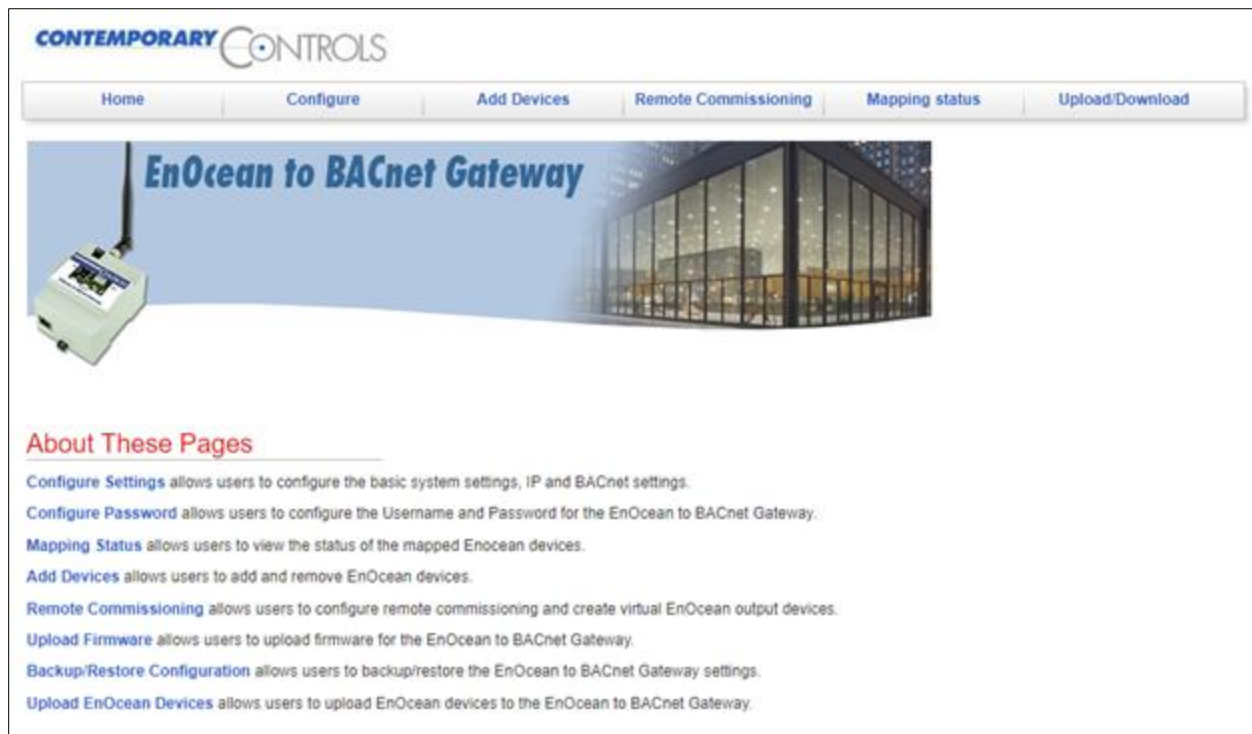 CONTEMPORARY CONTROLS
Home Configure Add Devices Remote Commissioning Mapping status Upload/Download
EnOcean to BACnet Gateway
About These Pages
Configure Settings allows users to configure the basic system settings, IP and BACnet settings.
Configure Password allows users to configure the Username and Password for the EnOcean to BACnet Gateway.
Mapping Status allows users to view the status of the mapped Enocean devices.
Add Devices allows users to add and remove EnOcean devices.
Remote Commissioning allows users to configure remote commissioning and create virtual EnOcean output devices.
Upload Firmware allows users to upload firmware for the EnOcean to BACnet Gateway.
Backup/Restore Configuration allows users to backup/restore the EnOcean to BACnet Gateway settings.
Upload EnOcean Devices allows users to upload EnOcean devices to the EnOcean to BACnet Gateway.